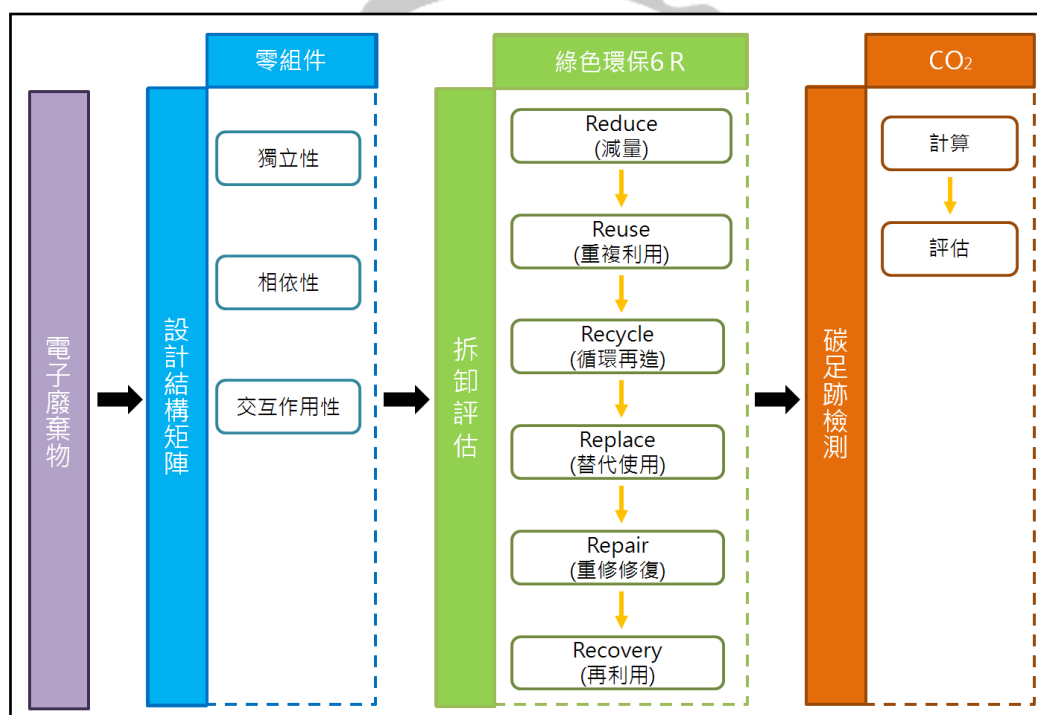 電子廢棄物
設計結構矩陣
零組件
獨立性
相依性
交互作用性
拆卸評估
綠色環保6 R
Reduce
(減量)
Reuse
(重複利用)
Recycle
(循環再造)
Replace
(替代使用)
Repair
(重修修復)
Recovery
(再利用)
碳足跡檢測
CO₂
計算
評估